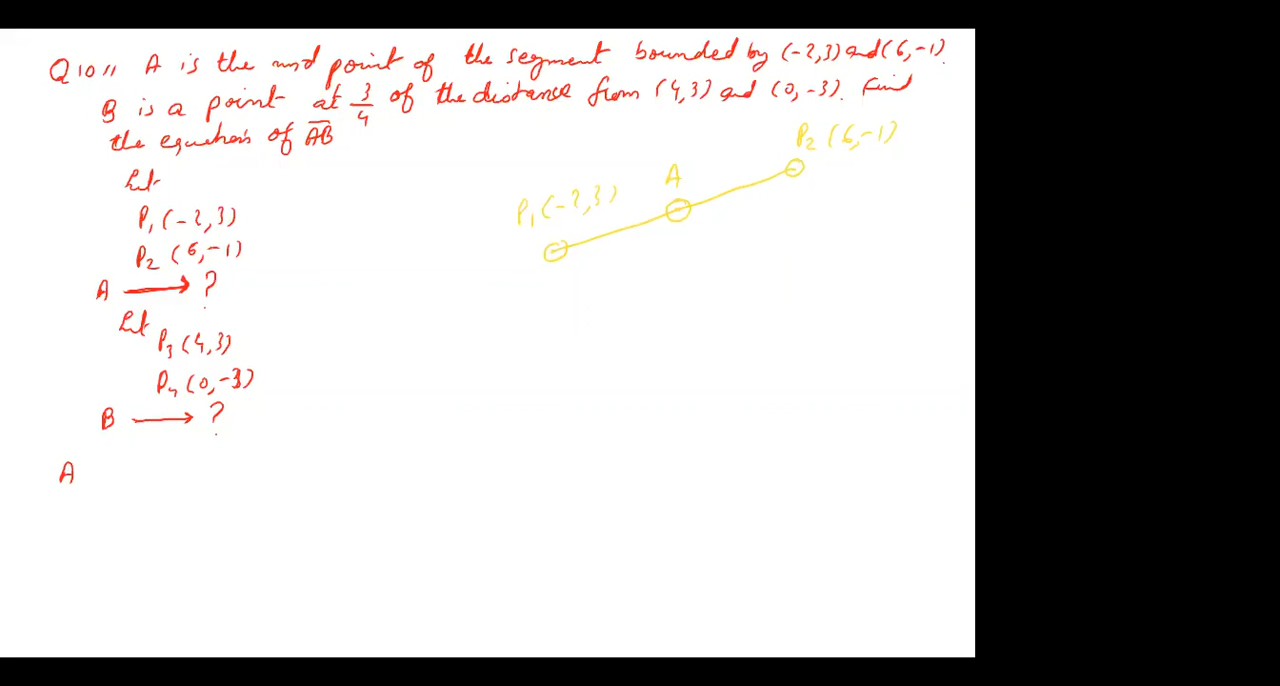 Q10 ıı A is the mid point of the segment bounded by (-2,3) and (6,-1).
B is a point at 3/4 of the distance from (4,3) and (0,-3). Find
the equation of A̅B̅
Let
P₁ (-2,3)
P₂ (6,-1)
A → ?
Let
P₃ (4,3)
P₄ (0,-3)
B → ?
A
P₁ (-2,3)
A
P₂ (6,-1)